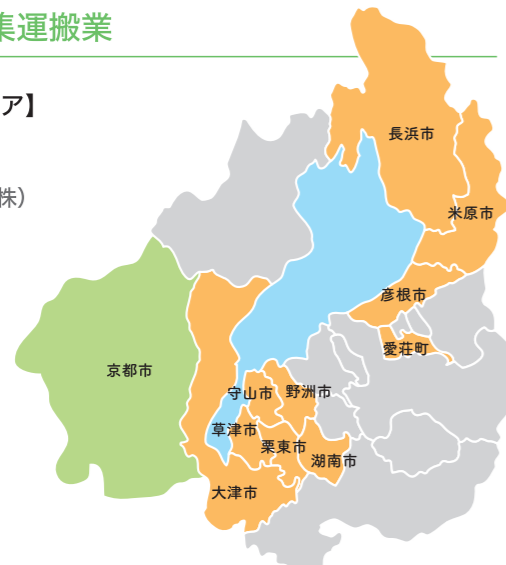 集運搬業
ア】
株）
長浜市
米原市
彦根市
愛荘町
京都市
守山市
野洲市
草津市
栗東市
湖南市
大津市